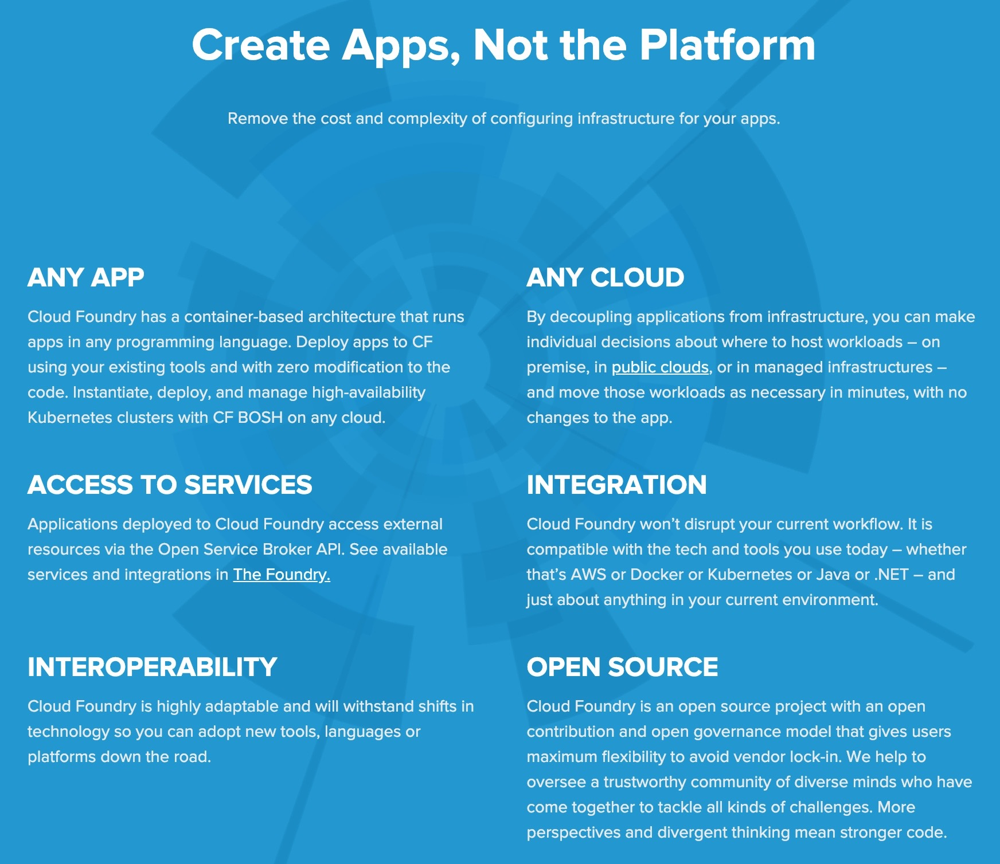 Create Apps, Not the Platform
Remove the cost and complexity of configuring infrastructure for your apps.
ANY APP
Cloud Foundry has a container-based architecture that runs
apps in any programming language. Deploy apps to CF
using your existing tools and with zero modification to the
code. Instantiate, deploy, and manage high-availability
Kubernetes clusters with CF BOSH on any cloud.
ANY CLOUD
By decoupling applications from infrastructure, you can make
individual decisions about where to host workloads – on
premise, in public clouds, or in managed infrastructures –
and move those workloads as necessary in minutes, with no
changes to the app.
ACCESS TO SERVICES
Applications deployed to Cloud Foundry access external
resources via the Open Service Broker API. See available
services and integrations in The Foundry.
INTEGRATION
Cloud Foundry won’t disrupt your current workflow. It is
compatible with the tech and tools you use today – whether
that’s AWS or Docker or Kubernetes or Java or .NET – and
just about anything in your current environment.
INTEROPERABILITY
Cloud Foundry is highly adaptable and will withstand shifts in
technology so you can adopt new tools, languages or
platforms down the road.
OPEN SOURCE
Cloud Foundry is an open source project with an open
contribution and open governance model that gives users
maximum flexibility to avoid vendor lock-in. We help to
oversee a trustworthy community of diverse minds who have
come together to tackle all kinds of challenges. More
perspectives and divergent thinking mean stronger code.